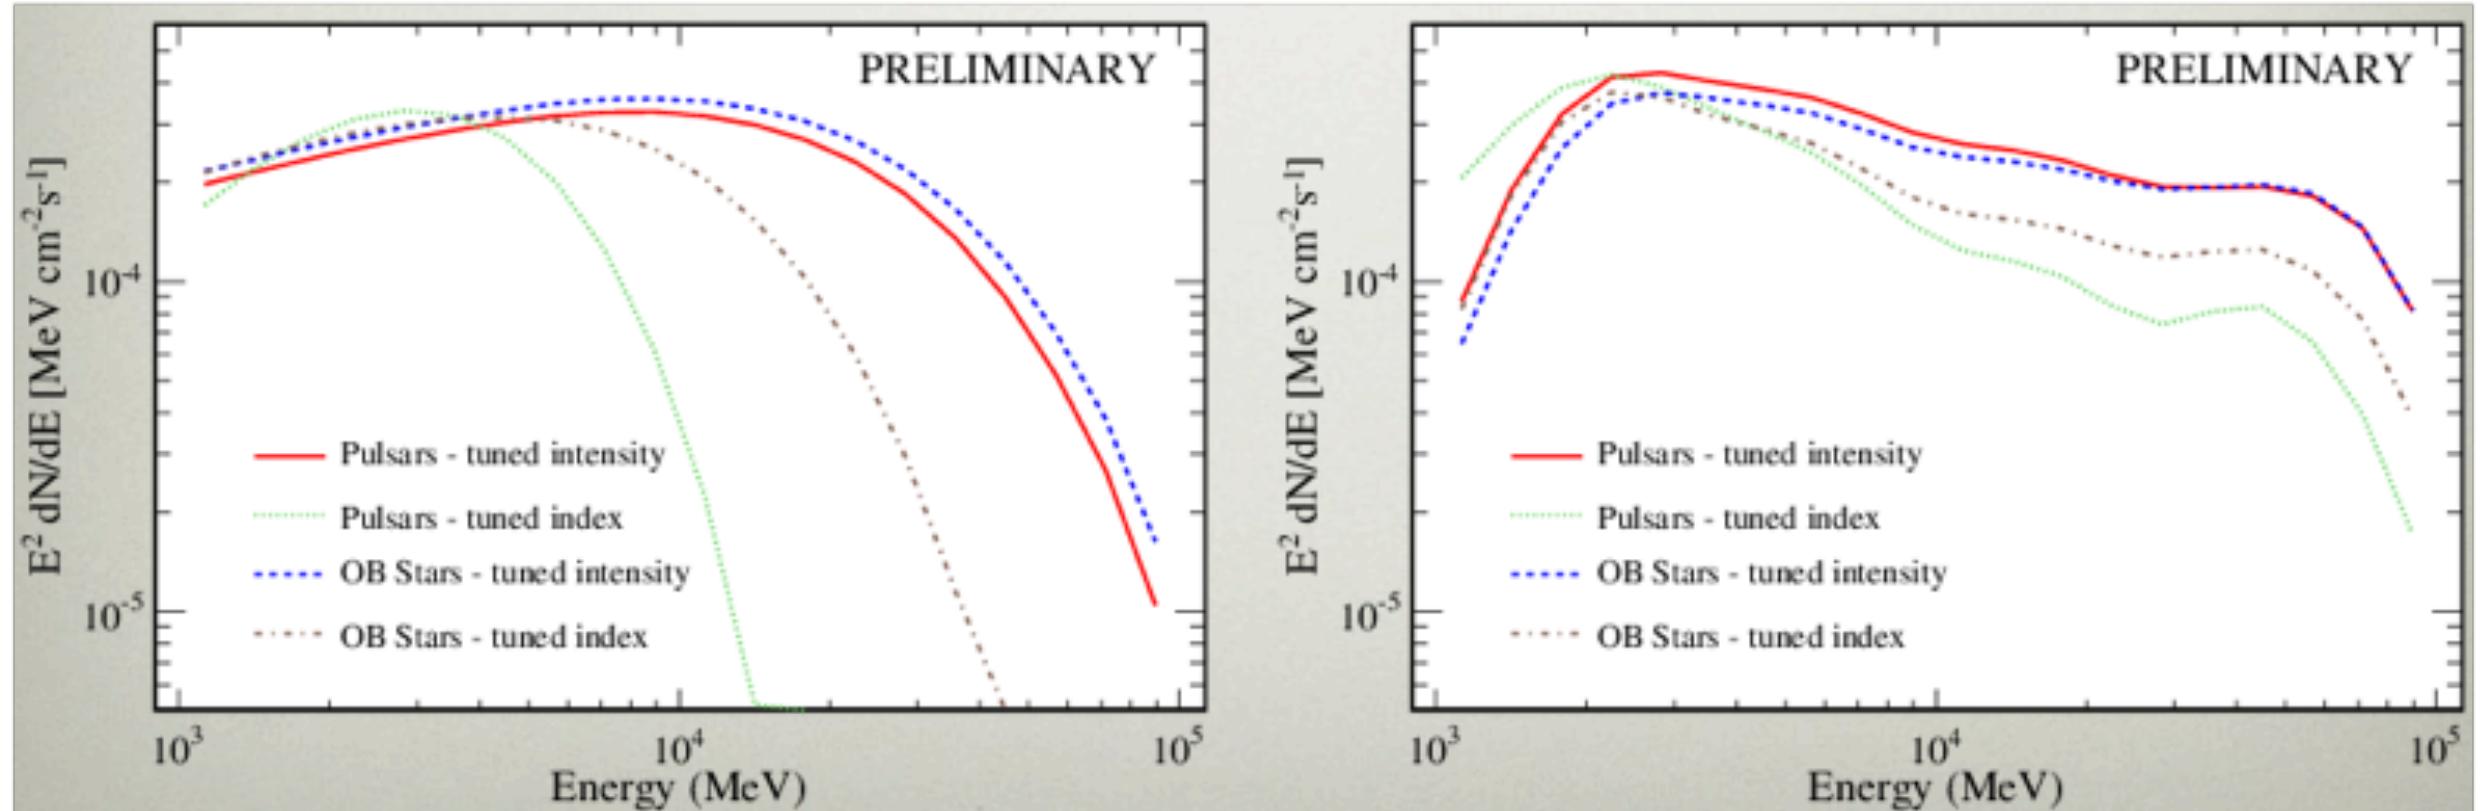 PRELIMINARY
E² dN/dE [MeV cm⁻²s⁻¹]
10⁻⁴
10⁻⁵
Pulsars - tuned intensity
Pulsars - tuned index
OB Stars - tuned intensity
OB Stars - tuned index
10³ 10⁴ 10⁵
Energy (MeV)
PRELIMINARY
E² dN/dE [MeV cm⁻²s⁻¹]
10⁻⁴
10⁻⁵
Pulsars - tuned intensity
Pulsars - tuned index
OB Stars - tuned intensity
OB Stars - tuned index
10³ 10⁴ 10⁵
Energy (MeV)